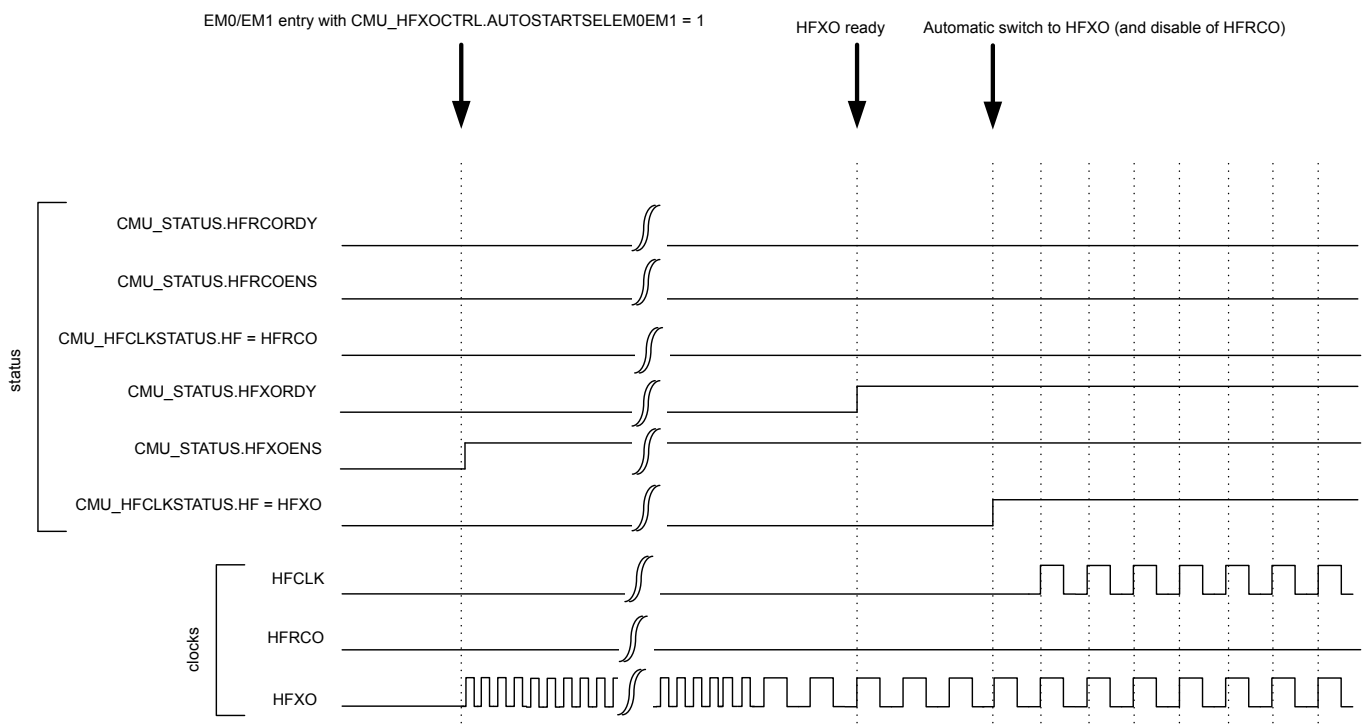 EM0/EM1 entry with CMU_HFXOCTRL.AUTOSTARTSELEM0EM1 = 1
HFXO ready
Automatic switch to HFXO (and disable of HFRCO)
status
CMU_STATUS.HFRCORDY
CMU_STATUS.HFRCOENS
CMU_HFCLKSTATUS.HF = HFRCO
CMU_STATUS.HFXORDY
CMU_STATUS.HFXOENS
CMU_HFCLKSTATUS.HF = HFXO
clocks
HFCLK
HFRCO
HFXO